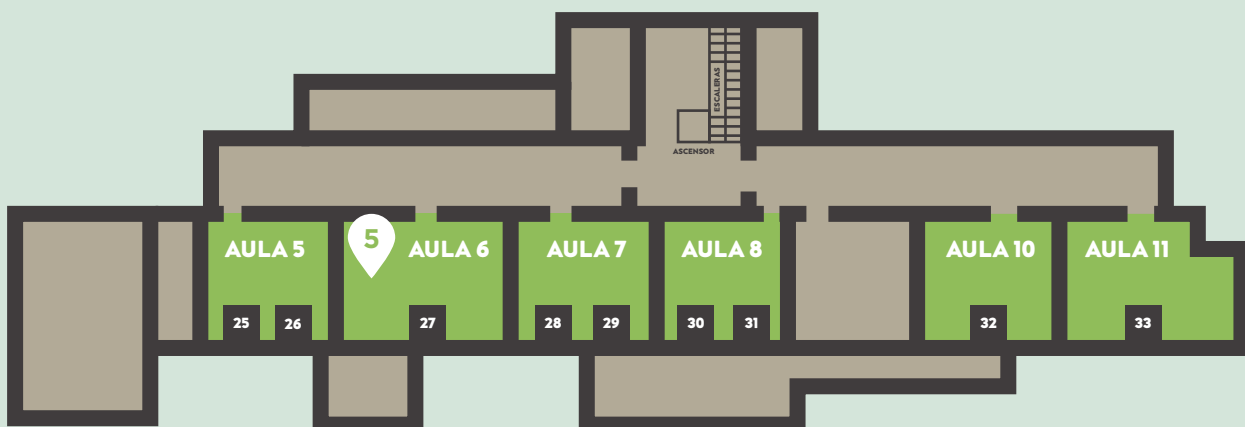 ESCALERAS
ASCENSOR
AULA 5
5
AULA 6
AULA 7
AULA 8
AULA 10
AULA 11
25
26
27
28
29
30
31
32
33